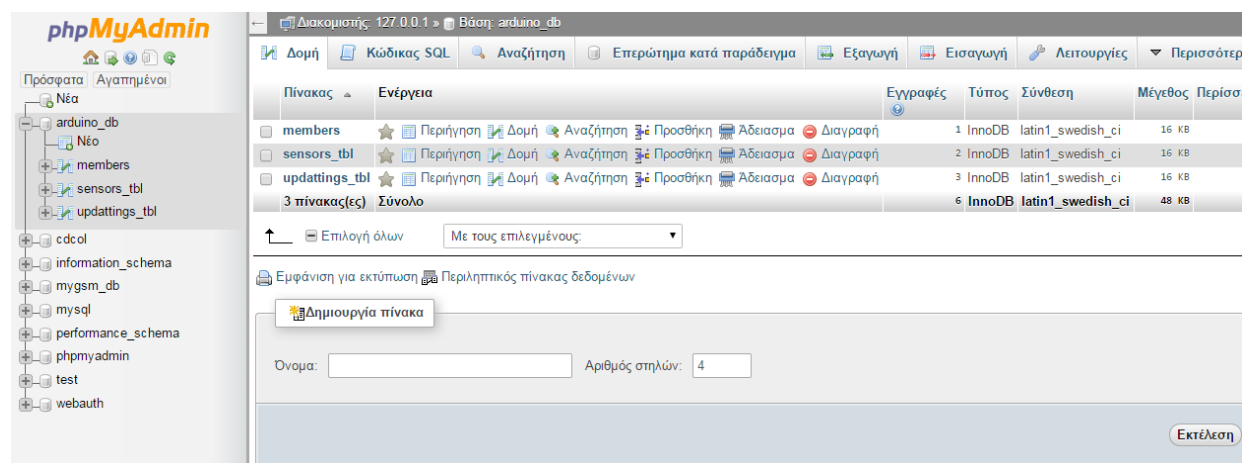 phpMyAdmin
Πρόσφατα Αγαπημένοι
Νέα
arduino_db
Νέο
members
sensors_tbl
updattings_tbl
cdcol
information_schema
mygsm_db
mysql
performance_schema
phpmyadmin
test
webauth
← Διακομιστής: 127.0.0.1 » Βάση: arduino_db
Δομή Κώδικας SQL Αναζήτηση Επερώτημα κατά παράδειγμα Εξαγωγή Εισαγωγή Λειτουργίες Περισσότερ
Πίνακας Ενέργεια Εγγραφές Τύπος Σύνθεση Μέγεθος Περίσσ
members Περιήγηση Δομή Αναζήτηση Προσθήκη Άδειασμα Διαγραφή 1 InnoDB latin1_swedish_ci 16 KB
sensors_tbl Περιήγηση Δομή Αναζήτηση Προσθήκη Άδειασμα Διαγραφή 2 InnoDB latin1_swedish_ci 16 KB
updattings_tbl Περιήγηση Δομή Αναζήτηση Προσθήκη Άδειασμα Διαγραφή 3 InnoDB latin1_swedish_ci 16 KB
3 πίνακας(ες) Σύνολο 6 InnoDB latin1_swedish_ci 48 KB
Επιλογή όλων Με τους επιλεγμένους:
Εμφάνιση για εκτύπωση Περιληπτικός πίνακας δεδομένων
Δημιουργία πίνακα
Όνομα: Αριθμός στηλών: 4
Εκτέλεση